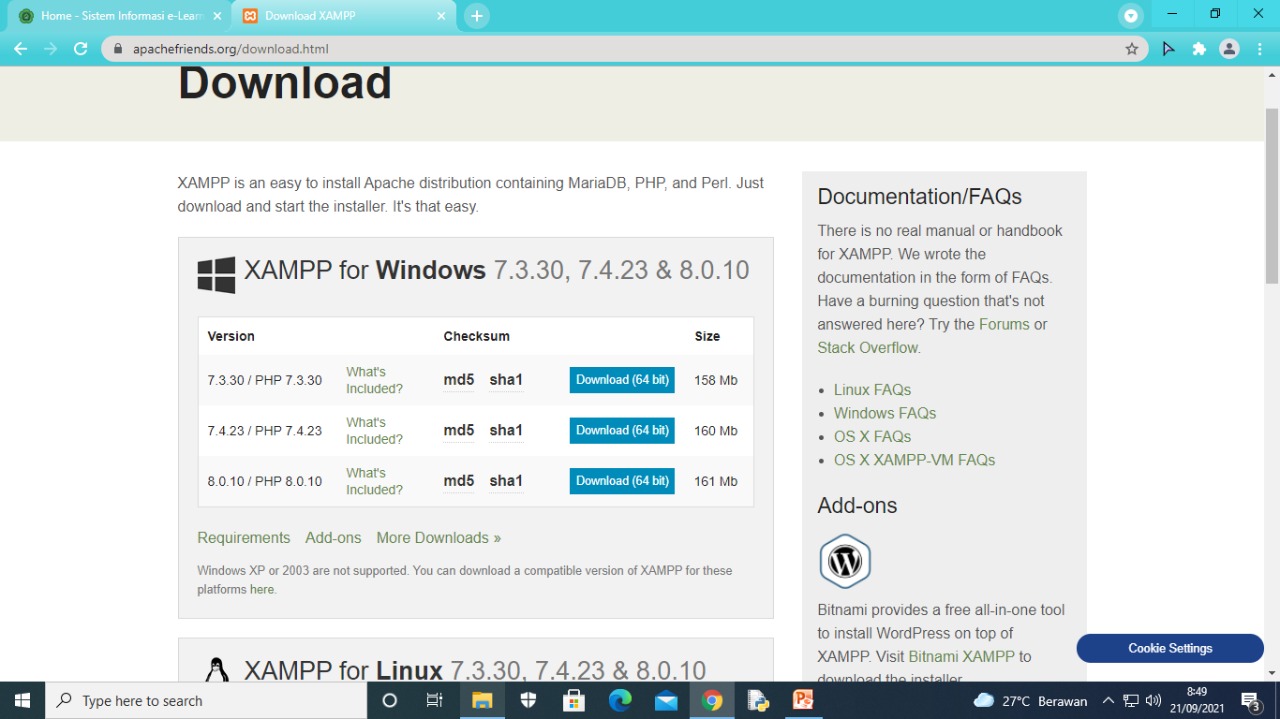 Home - Sistem Informasi e-Learn
Download XAMPP
apachefriends.org/download.html
Download
XAMPP is an easy to install Apache distribution containing MariaDB, PHP, and Perl. Just
download and start the installer. It's that easy.
XAMPP for Windows 7.3.30, 7.4.23 & 8.0.10
Version Checksum Size
7.3.30 / PHP 7.3.30 What's Included? md5 sha1 Download (64 bit) 158 Mb
7.4.23 / PHP 7.4.23 What's Included? md5 sha1 Download (64 bit) 160 Mb
8.0.10 / PHP 8.0.10 What's Included? md5 sha1 Download (64 bit) 161 Mb
Requirements Add-ons More Downloads »
Windows XP or 2003 are not supported. You can download a compatible version of XAMPP for these
platforms here.
XAMPP for Linux 7.3.30, 7.4.23 & 8.0.10
Documentation/FAQs
There is no real manual or handbook
for XAMPP. We wrote the
documentation in the form of FAQs.
Have a burning question that's not
answered here? Try the Forums or
Stack Overflow.
• Linux FAQs
• Windows FAQs
• OS X FAQs
• OS X XAMPP-VM FAQs
Add-ons
Bitnami provides a free all-in-one tool
to install WordPress on top of
XAMPP. Visit Bitnami XAMPP to
download the installer.
Cookie Settings
Type here to search
27°C Berawan
8:49
21/09/2021
3